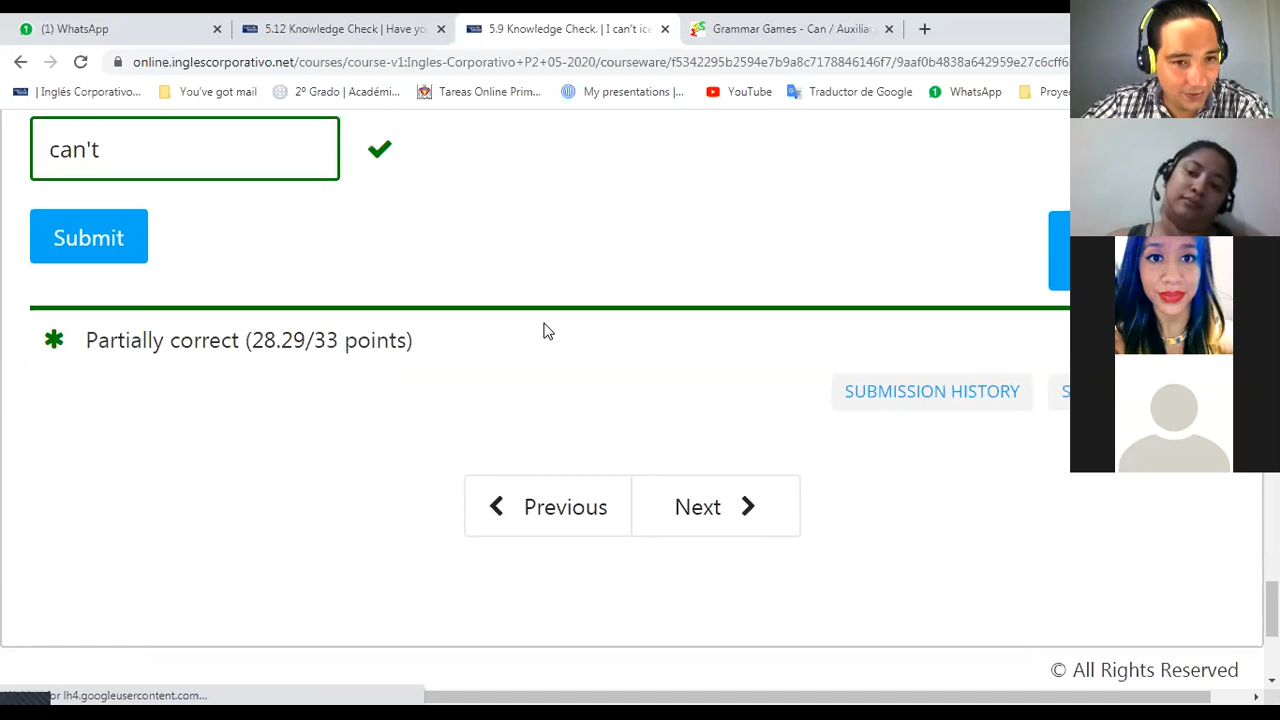 (1) WhatsApp
5.12 Knowledge Check | Have yo
5.9 Knowledge Check. | I can't ice
Grammar Games - Can / Auxiliar
online.inglescorporativo.net/courses/course-v1:Ingles-Corporativo+P2+05-2020/courseware/f5342295b2594e7b9a8c7178846146f7/9aaf0b4838a642959e27c6cff6
| Inglés Corporativo...
You've got mail
2º Grado | Académi...
Tareas Online Prim...
My presentations |...
YouTube
Traductor de Google
WhatsApp
Proye
can't
Submit
Partially correct (28.29/33 points)
SUBMISSION HISTORY
S
Previous
Next
© All Rights Reserved
for lh4.googleusercontent.com...